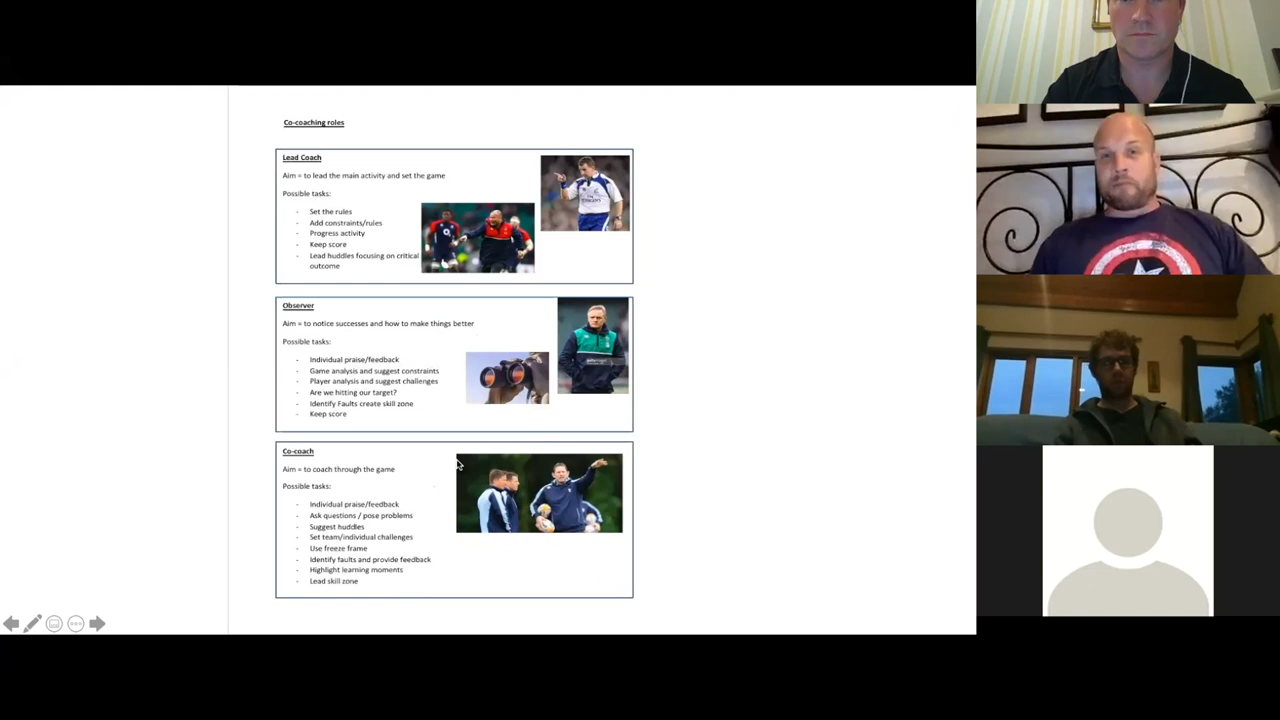 Co-coaching roles
Lead Coach
Aim = to lead the main activity and set the game
Possible tasks:
- Set the rules
- Add constraints/rules
- Progress activity
- Keep score
- Lead huddles focusing on critical
outcome
Observer
Aim = to notice successes and how to make things better
Possible tasks:
- Individual praise/feedback
- Game analysis and suggest constraints
- Player analysis and suggest challenges
- Are we hitting our target?
- Identify Faults create skill zone
- Keep score
Co-coach
Aim = to coach through the game
Possible tasks:
- Individual praise/feedback
- Ask questions / pose problems
- Suggest huddles
- Set team/individual challenges
- Use freeze frame
- Identify faults and provide feedback
- Highlight learning moments
- Lead skill zone